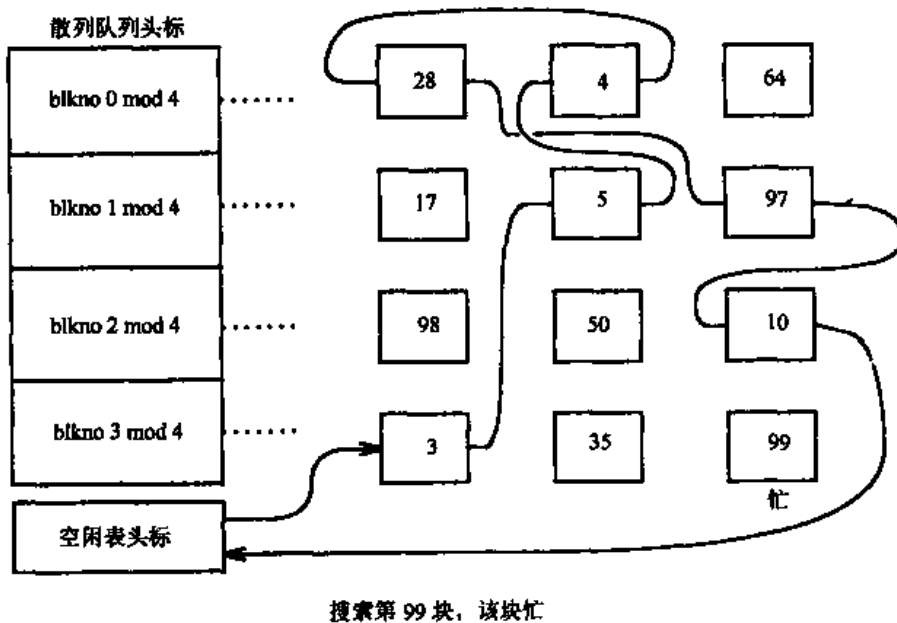 散列队列头标
blkno 0 mod 4
28
4
64
blkno 1 mod 4
17
5
97
blkno 2 mod 4
98
50
10
blkno 3 mod 4
3
35
99
忙
空闲表头标
搜索第 99 块，该块忙